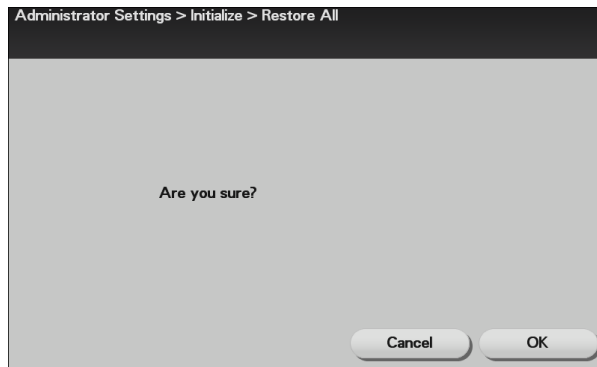 Administrator Settings > Initialize > Restore All
Are you sure?
Cancel
OK